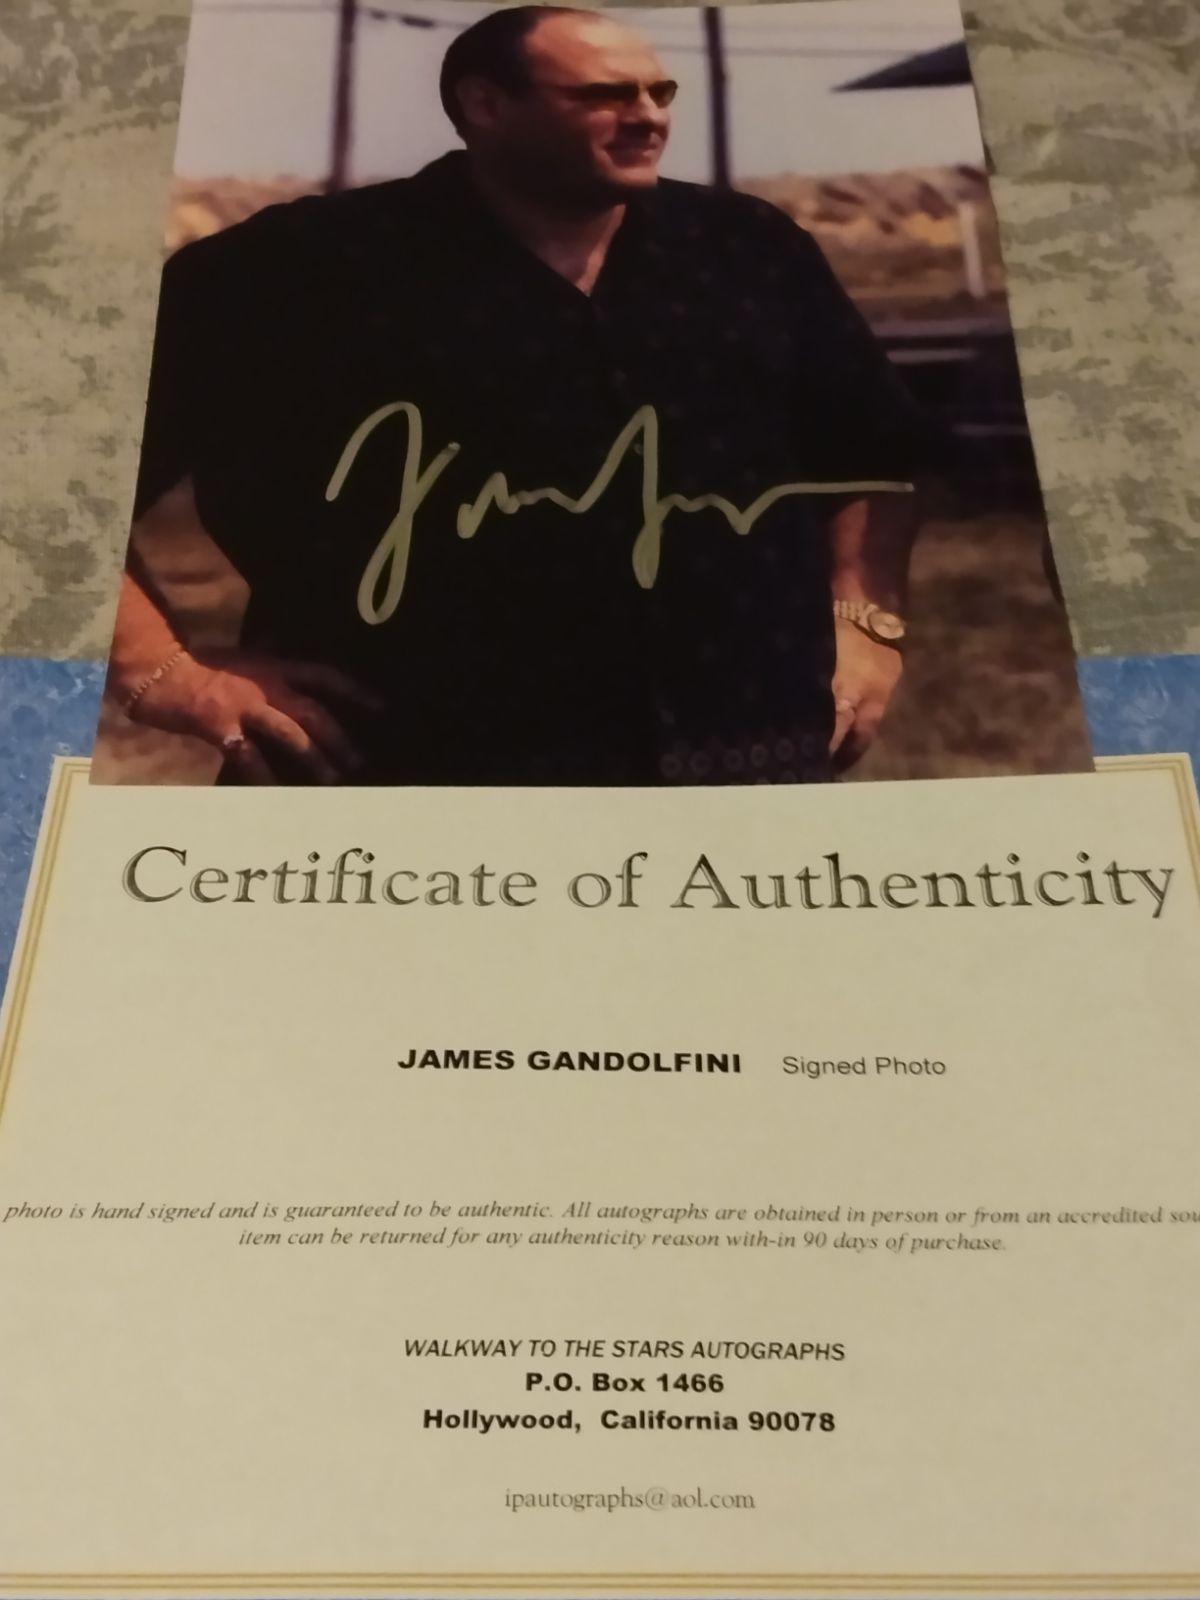 Certificate of Authenticity
JAMES GANDOLFINI Signed Photo
photo is hand signed and is guaranteed to be authentic. All autographs are obtained in person or from an accredited
item can be returned for any authenticity reason with-in 90 days of purchase.
WALKWAY TO THE STARS AUTOGRAPHS
P.O. Box 1466
Hollywood, California 90078
ipautographs@aol.com